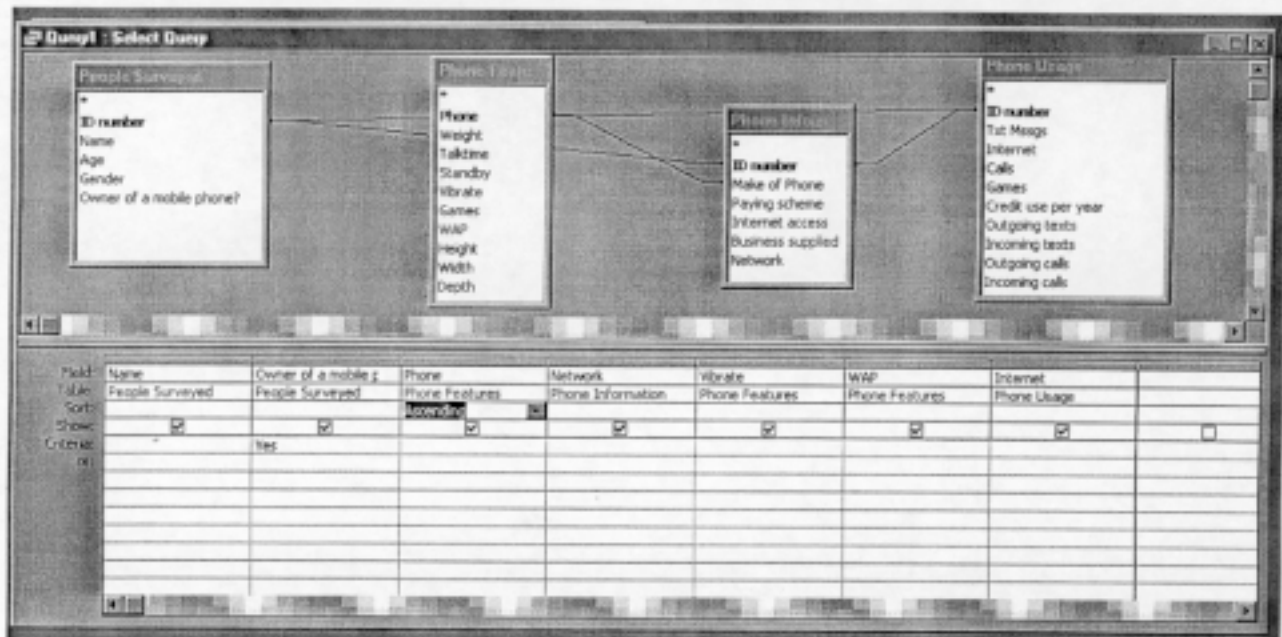 Query1 : Select Query
People Surveyed
*
ID number
Name
Age
Gender
Owner of a mobile phone?
Phone
*
Phone
Weight
Talktime
Standby
Vibrate
Games
WAP
Height
Width
Depth
Phone
*
ID number
Make of Phone
Paying scheme
Internet access
Business supplied
Network
Phone Usage
*
ID number
Txt Mssgs
Internet
Calls
Games
Credit use per year
Outgoing texts
Incoming texts
Outgoing calls
Incoming calls
Field: Name Owner of a mobile p Phone Network Vibrate WAP Internet
Table: People Surveyed People Surveyed Phone Features Phone Information Phone Features Phone Features Phone Usage
Sort: Ascending
Show:
Criteria: Yes
or: